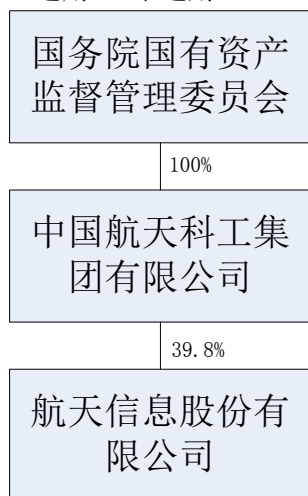 国务院国有资产
监督管理委员会
100%
中国航天科工集
团有限公司
39.8%
航天信息股份有
限公司